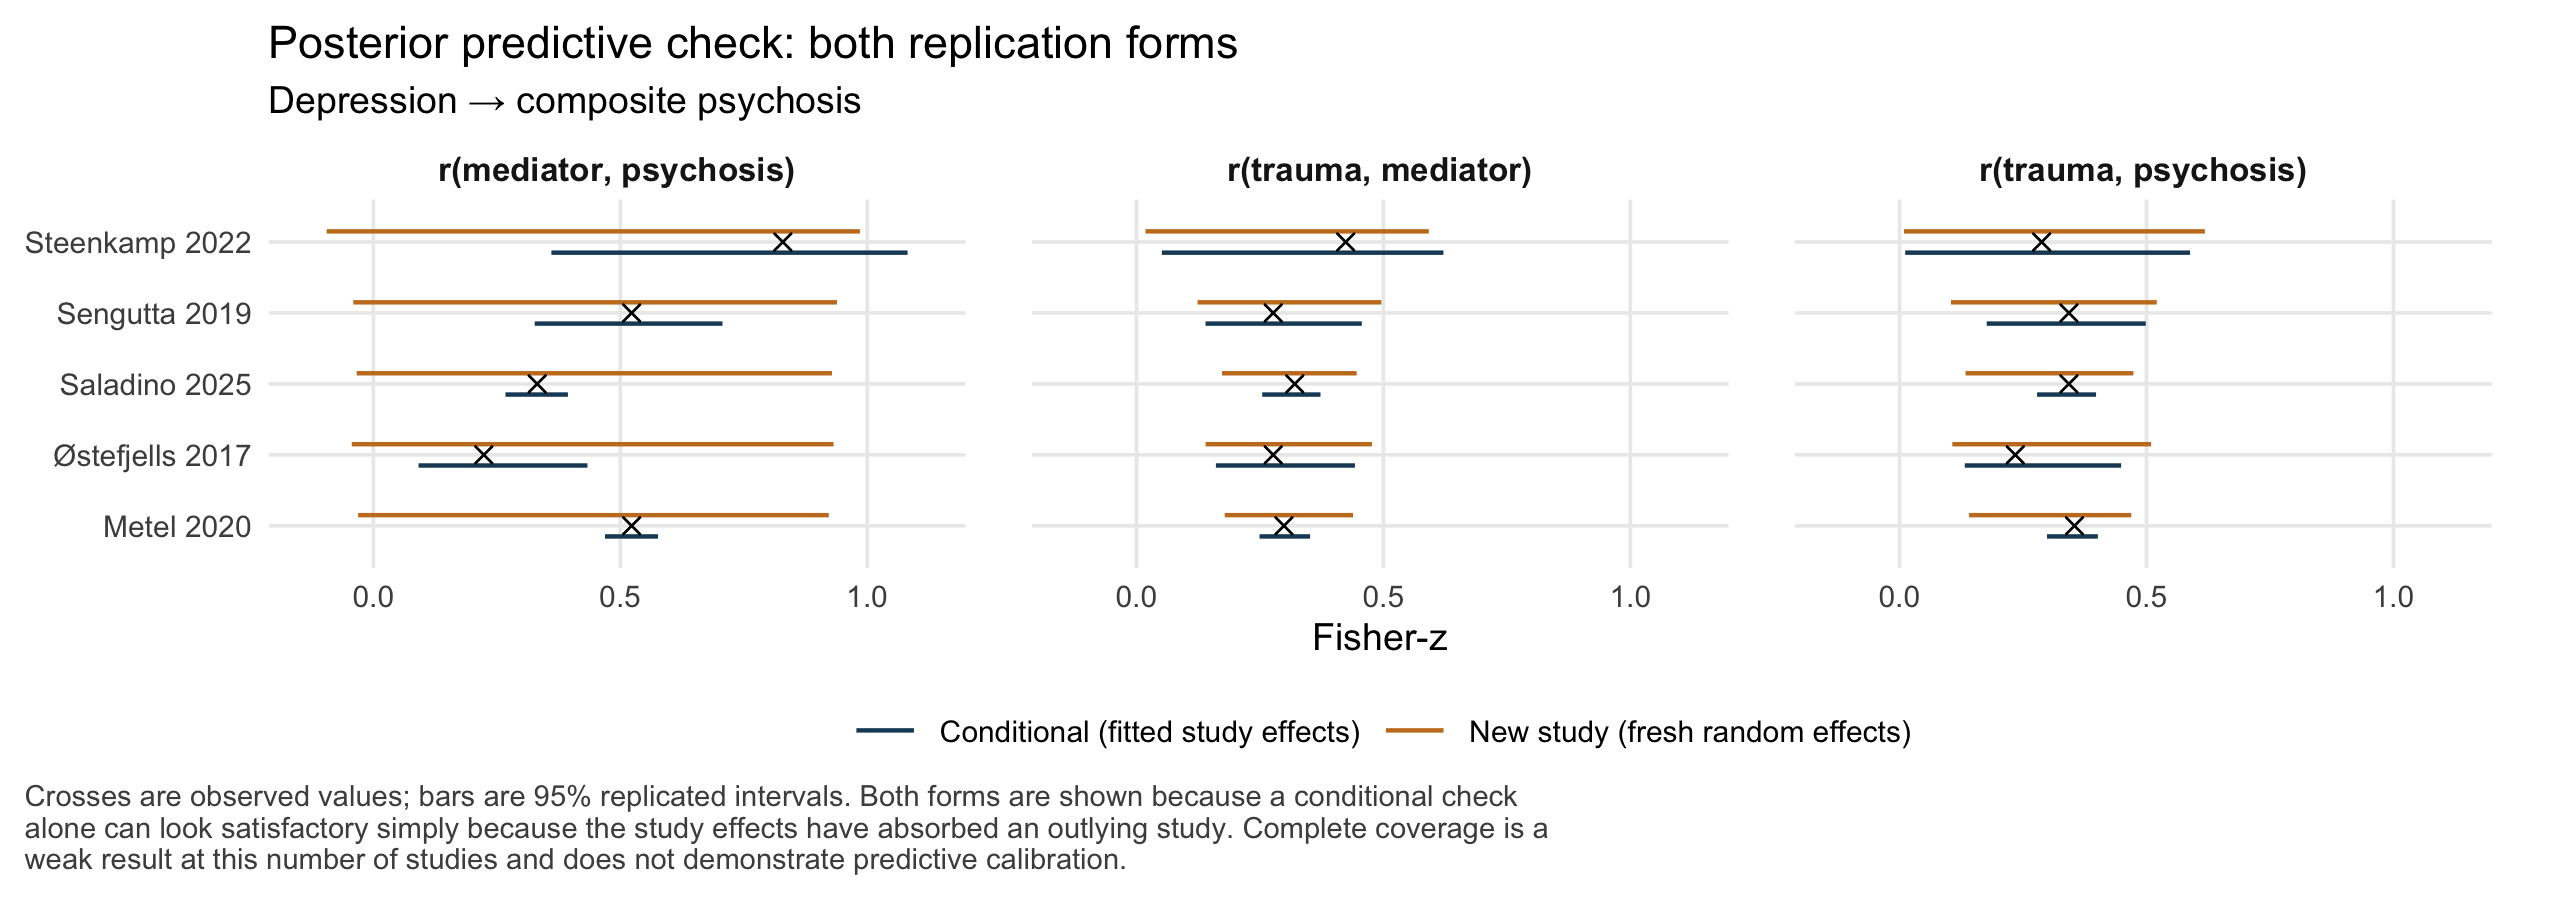 Posterior predictive check: both replication forms
Depression → composite psychosis
r(mediator, psychosis)
r(trauma, mediator)
r(trauma, psychosis)
Steenkamp 2022
Sengutta 2019
Saladino 2025
Østefjells 2017
Metel 2020
0.0 0.5 1.0
0.0 0.5 1.0
0.0 0.5 1.0
Fisher-z
Conditional (fitted study effects)
New study (fresh random effects)
Crosses are observed values; bars are 95% replicated intervals. Both forms are shown because a conditional check
alone can look satisfactory simply because the study effects have absorbed an outlying study. Complete coverage is a
weak result at this number of studies and does not demonstrate predictive calibration.